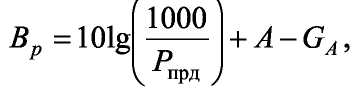 B_p = 10lg(1000/P_прд) + A − G_A,